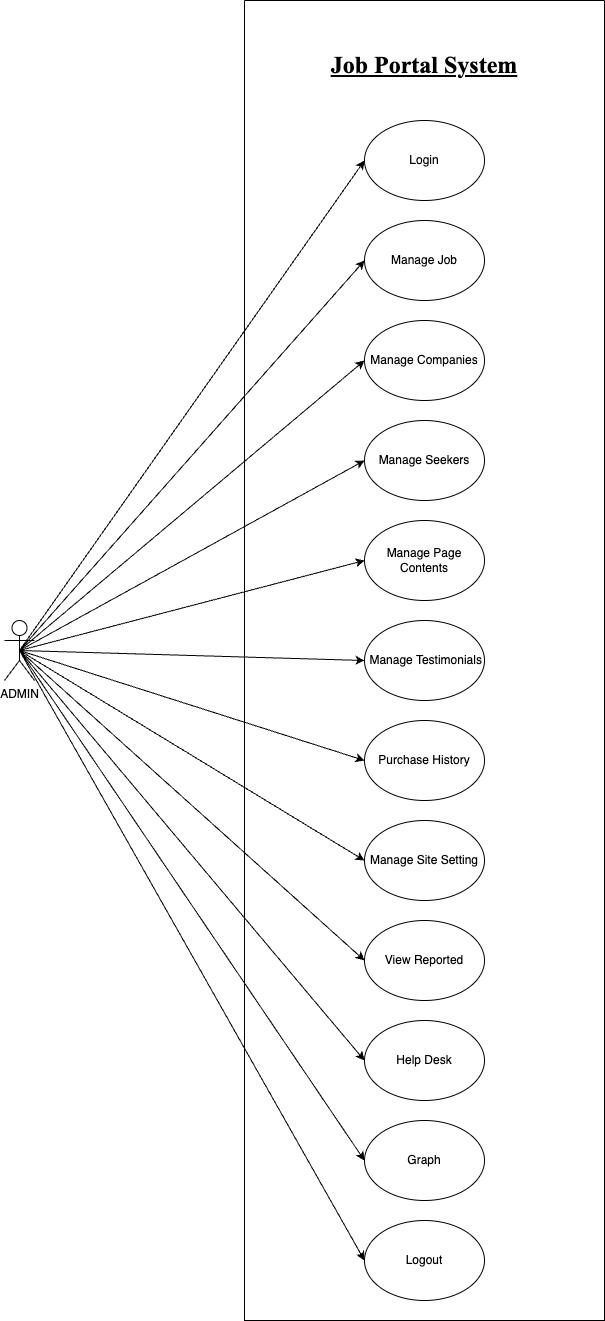 Job Portal System
Login
Manage Job
Manage Companies
Manage Seekers
Manage Page
Contents
Manage Testimonials
ADMIN
Purchase History
Manage Site Setting
View Reported
Help Desk
Graph
Logout